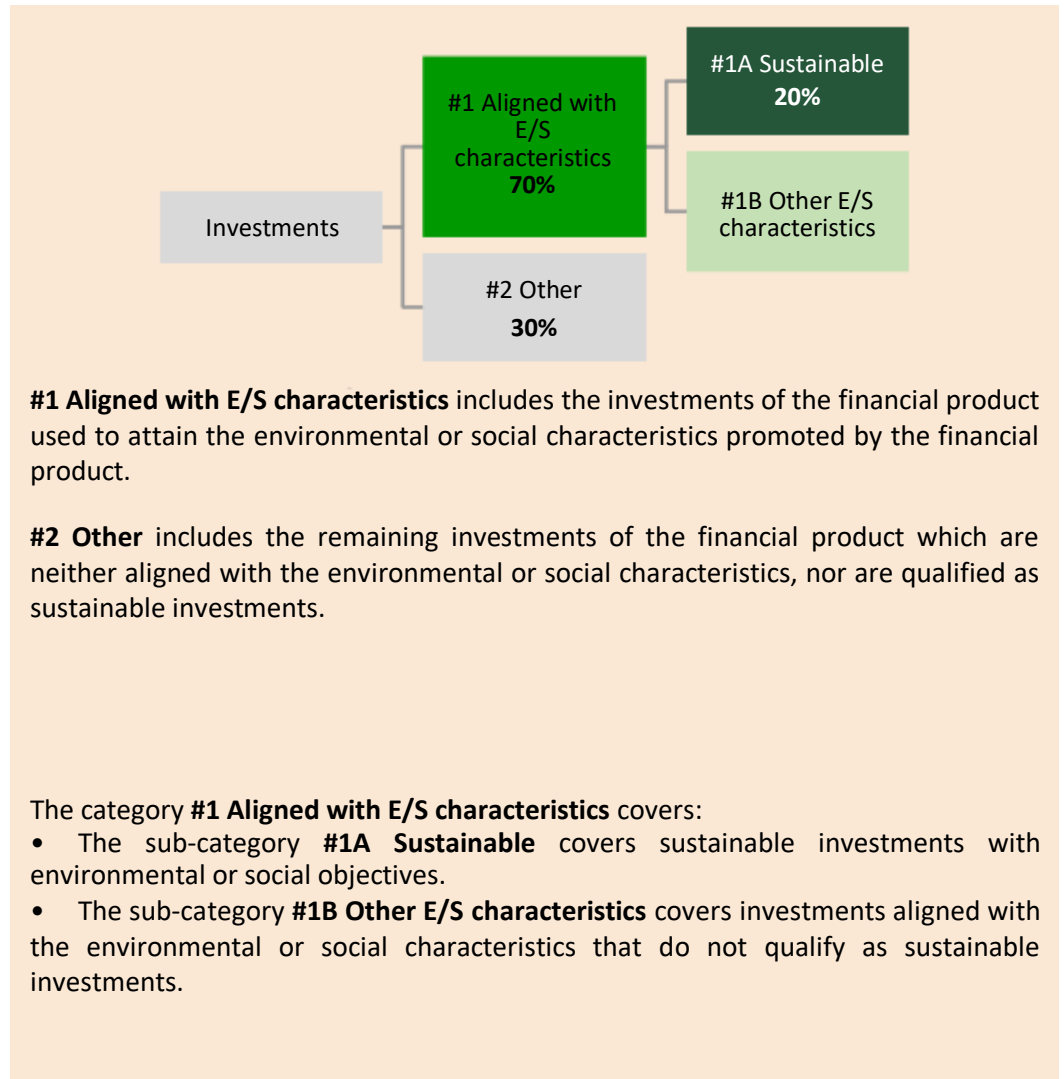 #1A Sustainable
20%
#1 Aligned with
E/S
characteristics
70%
#1B Other E/S
characteristics
Investments
#2 Other
30%
#1 Aligned with E/S characteristics includes the investments of the financial product
used to attain the environmental or social characteristics promoted by the financial
product.
#2 Other includes the remaining investments of the financial product which are
neither aligned with the environmental or social characteristics, nor are qualified as
sustainable investments.
The category #1 Aligned with E/S characteristics covers:
• The sub-category #1A Sustainable covers sustainable investments with
environmental or social objectives.
• The sub-category #1B Other E/S characteristics covers investments aligned with
the environmental or social characteristics that do not qualify as sustainable
investments.